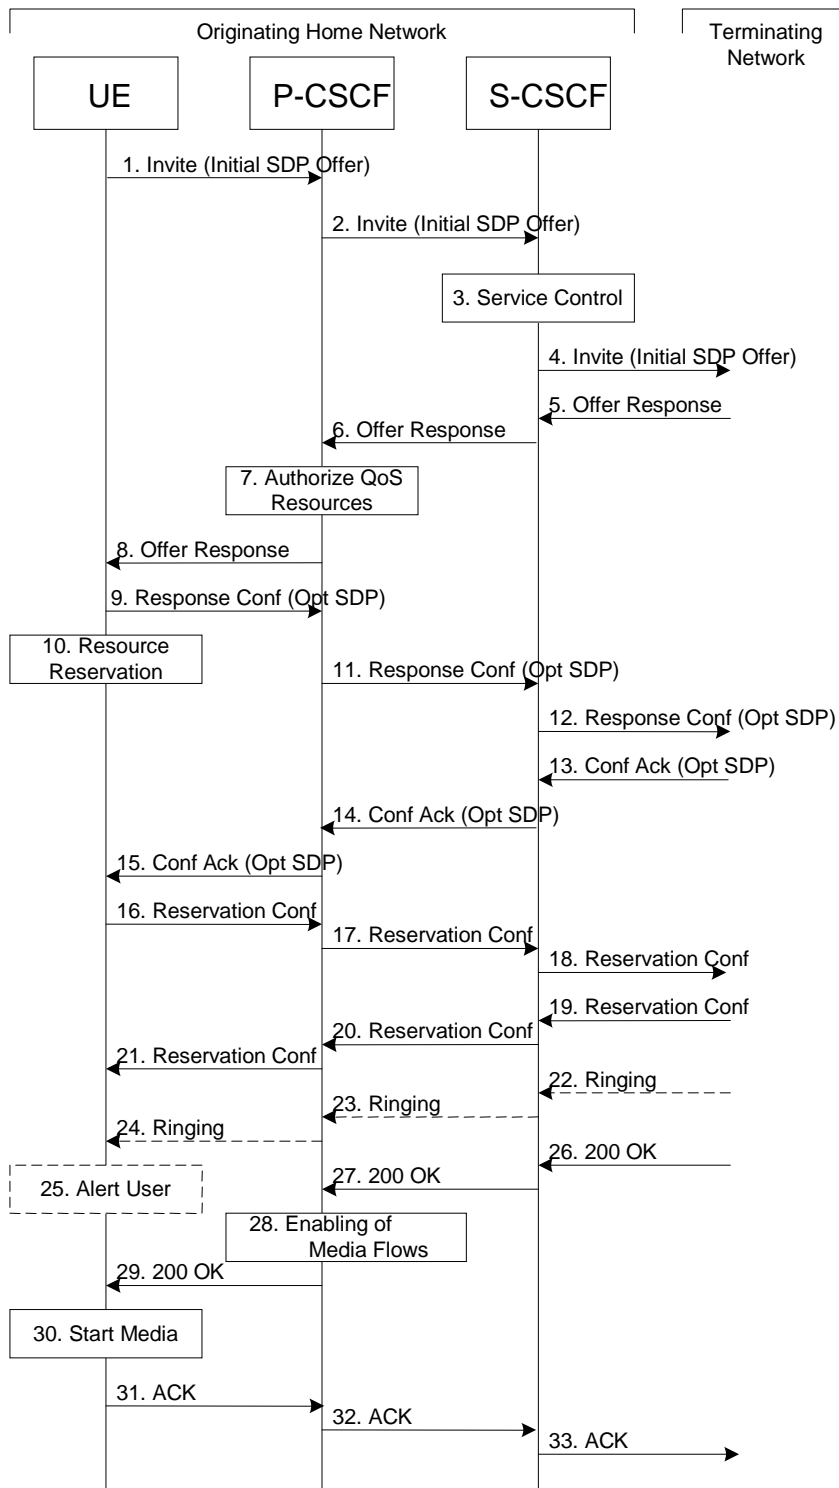 Originating Home Network
Terminating
Network
UE
P-CSCF
S-CSCF
1. Invite (Initial SDP Offer)
2. Invite (Initial SDP Offer)
3. Service Control
4. Invite (Initial SDP Offer)
5. Offer Response
6. Offer Response
7. Authorize QoS
Resources
8. Offer Response
9. Response Conf (Opt SDP)
10. Resource
Reservation
11. Response Conf (Opt SDP)
12. Response Conf (Opt SDP)
13. Conf Ack (Opt SDP)
14. Conf Ack (Opt SDP)
15. Conf Ack (Opt SDP)
16. Reservation Conf
17. Reservation Conf
18. Reservation Conf
19. Reservation Conf
20. Reservation Conf
21. Reservation Conf
22. Ringing
23. Ringing
24. Ringing
25. Alert User
26. 200 OK
27. 200 OK
28. Enabling of
Media Flows
29. 200 OK
30. Start Media
31. ACK
32. ACK
33. ACK